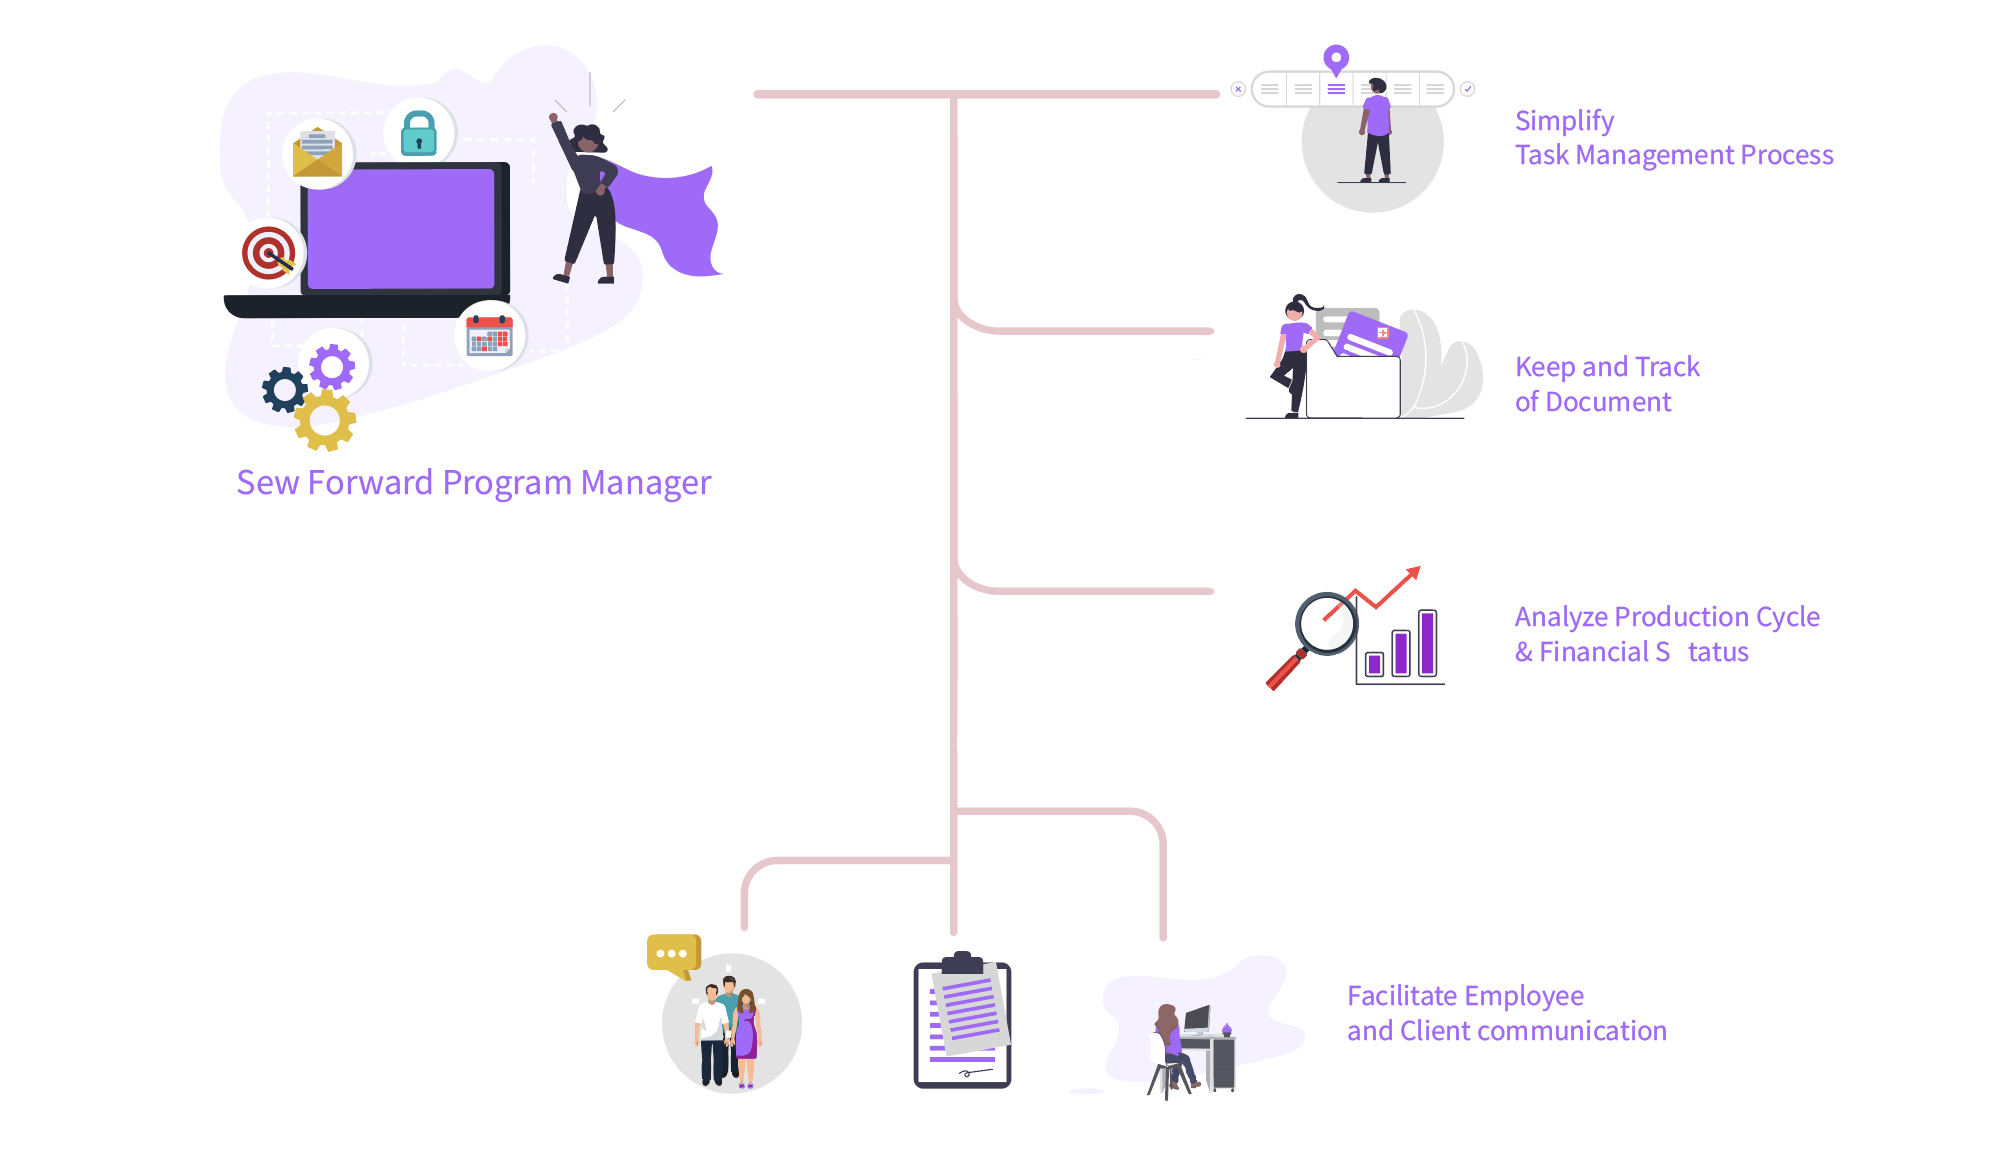 Simplify
Task Management Process
Sew Forward Program Manager
Keep and Track
of Document
Analyze Production Cycle
& Financial S tatus
Facilitate Employee
and Client communication